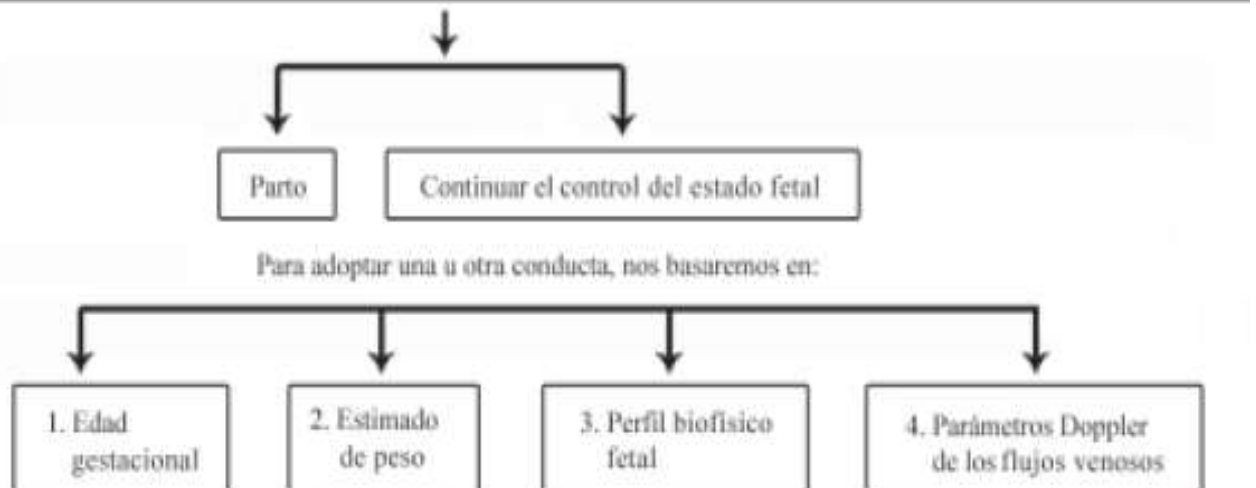 Parto
Continuar el control del estado fetal
Para adoptar una u otra conducta, nos basaremos en:
1. Edad
gestacional
2. Estimado
de peso
3. Perfil biofísico
fetal
4. Parámetros Doppler
de los flujos venosos